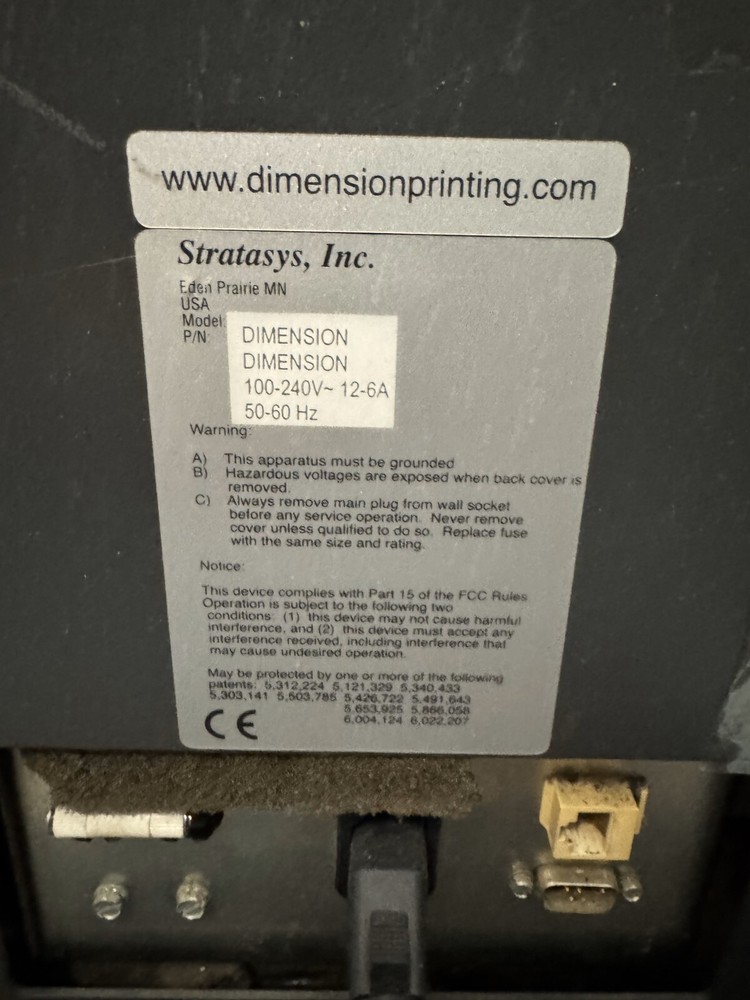 www.dimensionprinting.com
Stratasys, Inc.
Eden Prairie MN
USA
Model:
P/N:
DIMENSION
DIMENSION
100-240V~ 12-6A
50-60 Hz
Warning:
A) This apparatus must be grounded
B) Hazardous voltages are exposed when back cover is
removed.
C) Always remove main plug from wall socket
before any service operation. Never remove
cover unless qualified to do so. Replace fuse
with the same size and rating.
Notice:
This device complies with Part 15 of the FCC Rules
Operation is subject to the following two
conditions: (1) this device may not cause harmful
interference, and (2) this device must accept any
interference received, including interference that
may cause undesired operation.
May be protected by one or more of the following
patents: 5,312,224 5,121,329 5,340,433
5,303,141 5,503,785 5,426,722 5,491,643
5,653,925 5,866,058
6,004,124 6,022,207
CE